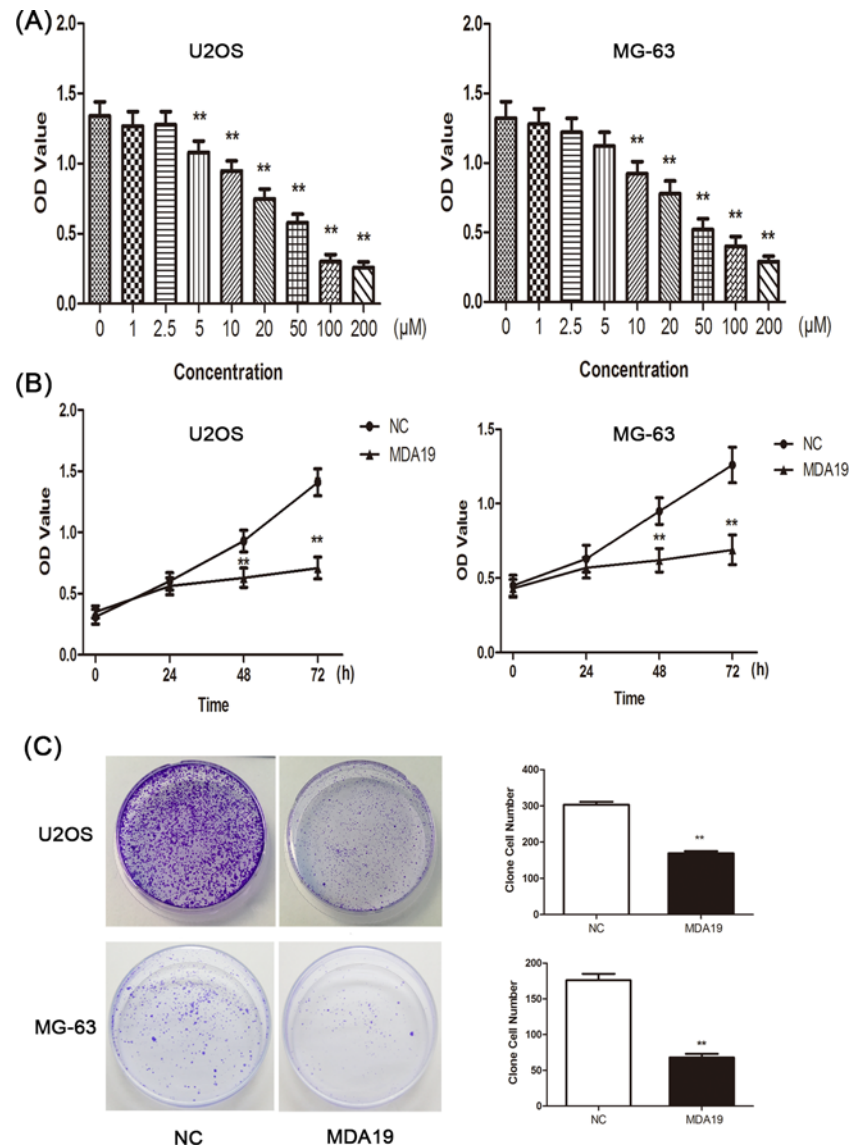 (A)
U2OS
2.0
1.5
1.0
0.5
0.0
OD Value
** ** ** ** ** **
0 1 2.5 5 10 20 50 100 200 (μM)
Concentration
MG-63
2.0
1.5
1.0
0.5
0.0
OD Value
** ** ** ** **
0 1 2.5 5 10 20 50 100 200 (μM)
Concentration
(B)
U2OS
NC
MDA19
2.0
1.5
1.0
0.5
0.0
OD Value
** **
0 24 48 72 (h)
Time
MG-63
NC
MDA19
1.5
1.0
0.5
0.0
OD Value
** **
0 24 48 72 (h)
Time
(C)
U2OS
MG-63
NC MDA19
400
300
200
100
0
Clone Cell Number
**
NC MDA19
200
150
100
50
0
Clone Cell Number
**
NC MDA19